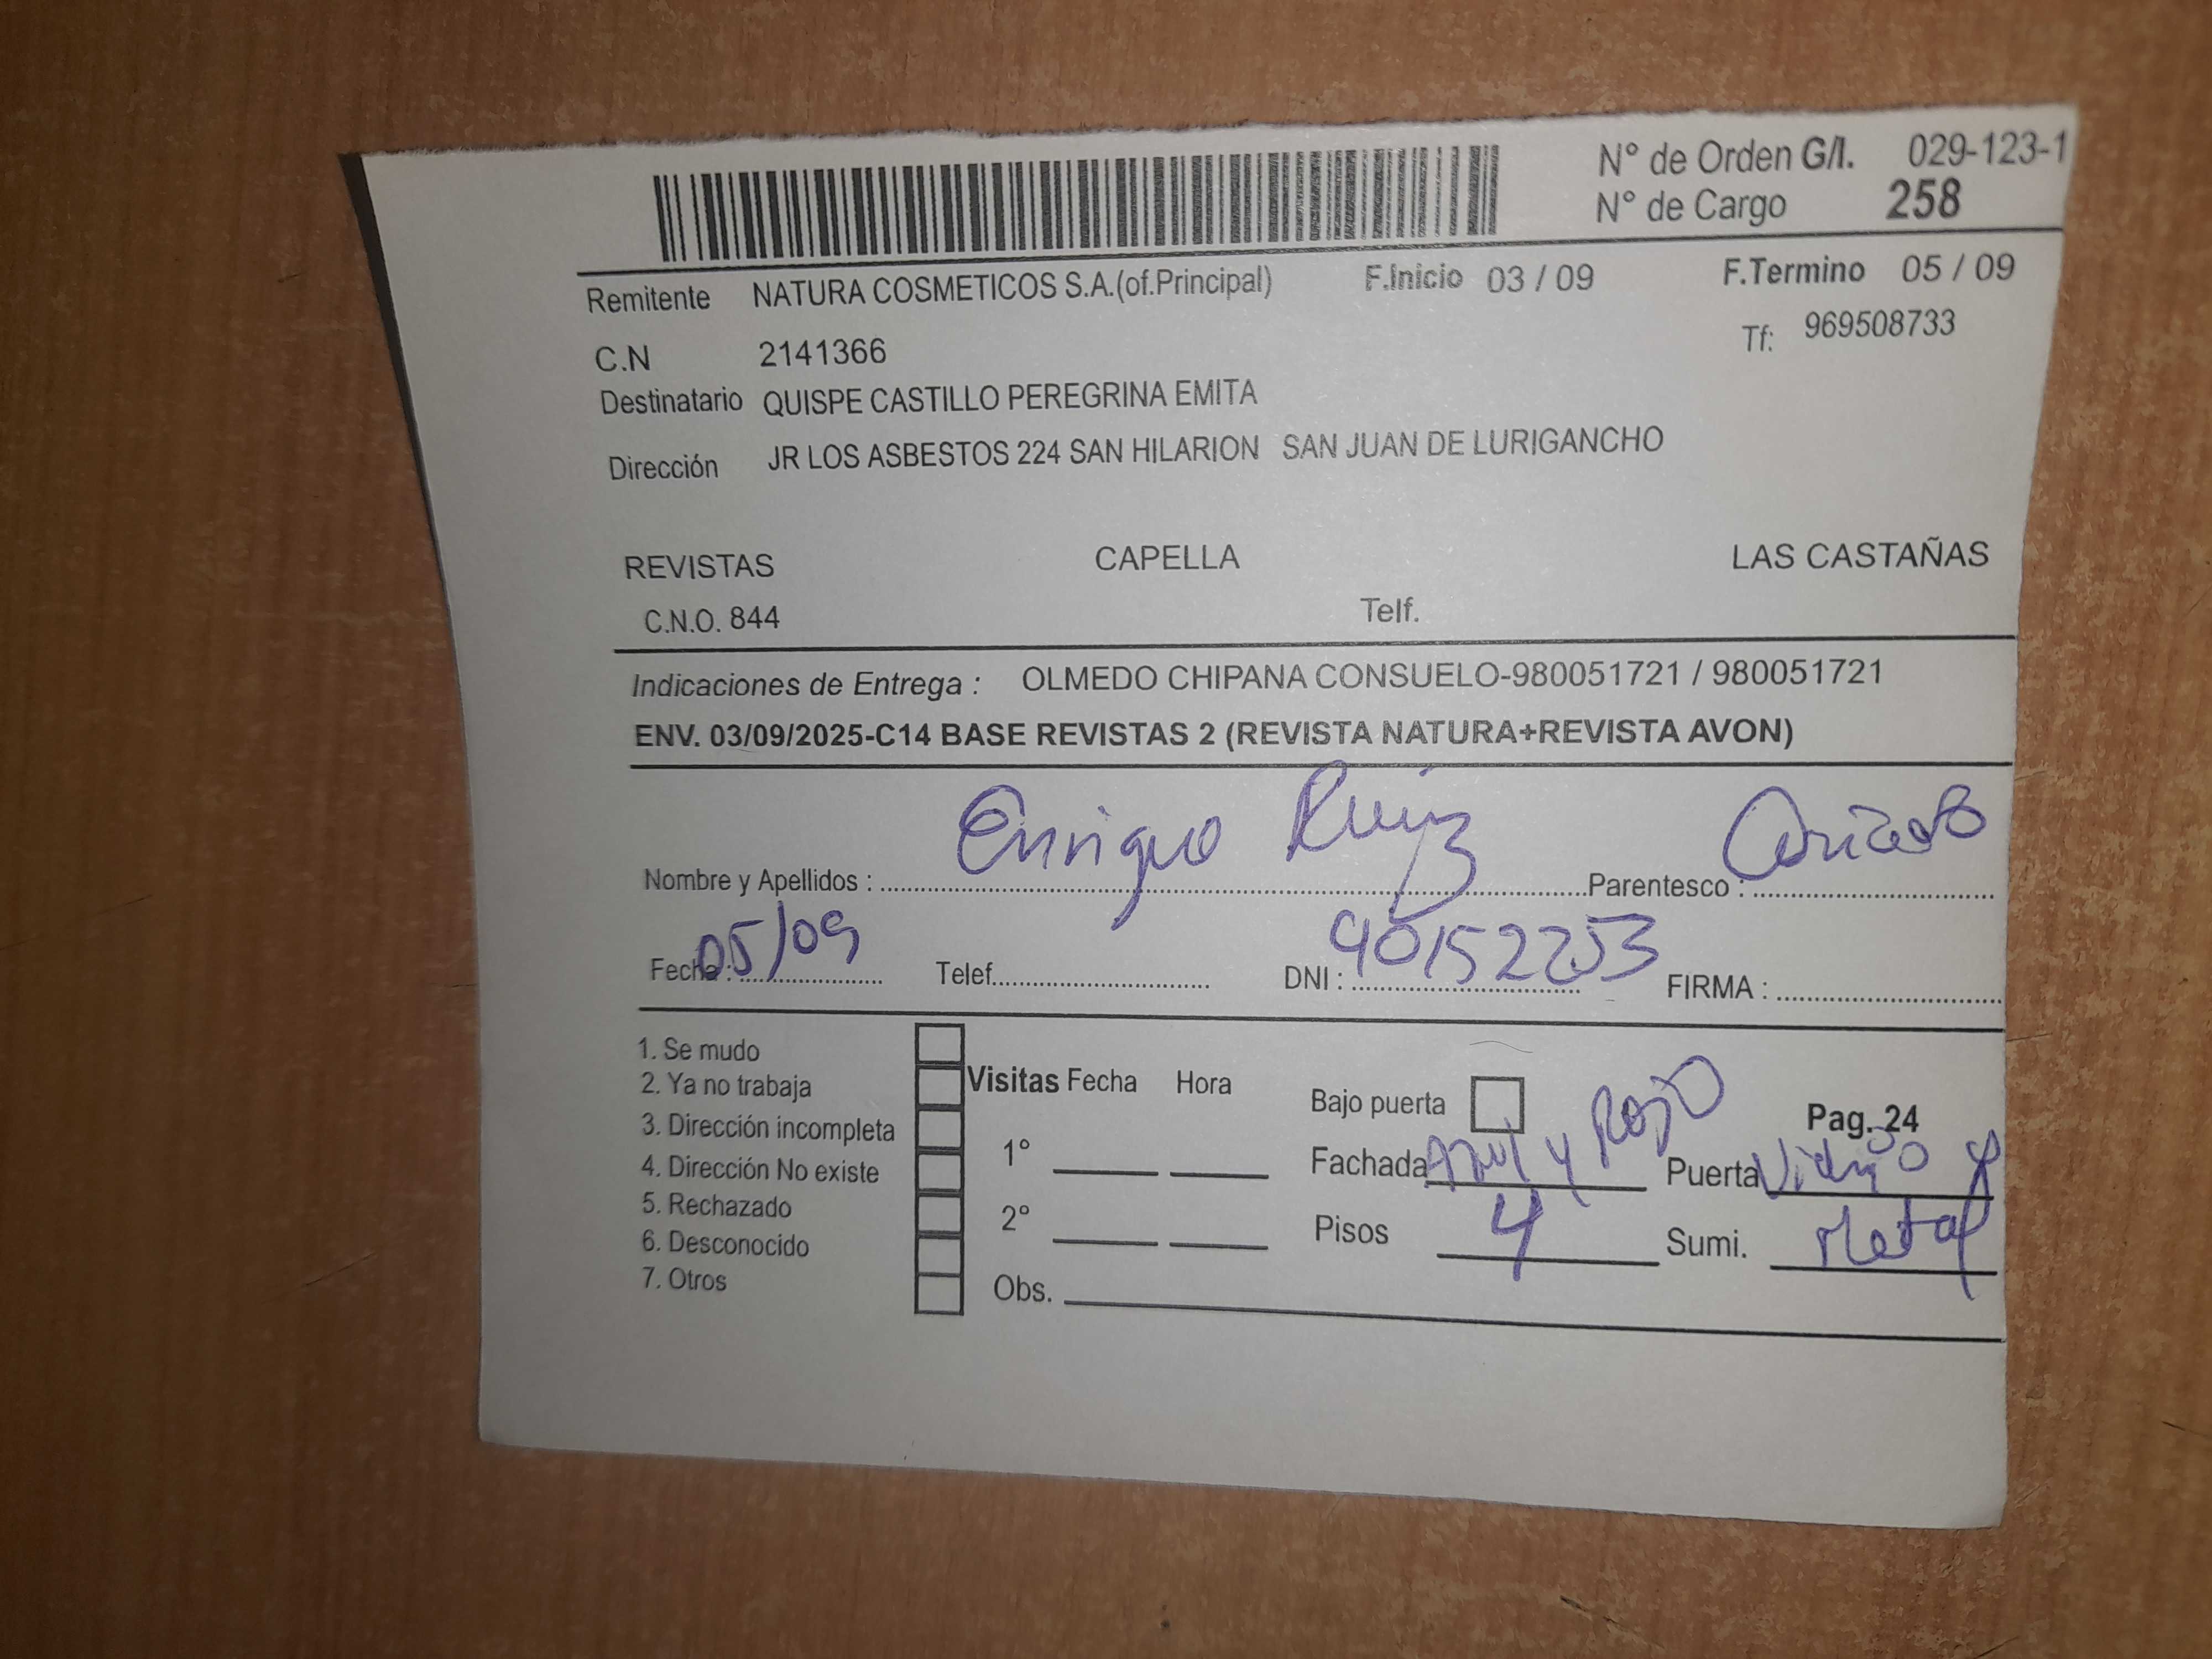 N° de Orden G/I. 029-123-1
N° de Cargo 258
Remitente NATURA COSMETICOS S.A.(of.Principal) F.Inicio 03 / 09 F.Termino 05 / 09
C.N 2141366 Tf: 969508733
Destinatario QUISPE CASTILLO PEREGRINA EMITA
Dirección JR LOS ASBESTOS 224 SAN HILARION SAN JUAN DE LURIGANCHO
REVISTAS CAPELLA LAS CASTAÑAS
C.N.O. 844 Telf.
Indicaciones de Entrega : OLMEDO CHIPANA CONSUELO-980051721 / 980051721
ENV. 03/09/2025-C14 BASE REVISTAS 2 (REVISTA NATURA+REVISTA AVON)
Nombre y Apellidos : Enrique Ruiz Parentesco :
Fecha : 05/09 Telef. DNI : 40152253 FIRMA :
1. Se mudo
2. Ya no trabaja Visitas Fecha Hora Bajo puerta Pag. 24
3. Dirección incompleta
4. Dirección No existe 1° Fachada Azul y Rojo Puerta Vidrio y
5. Rechazado
6. Desconocido 2° Pisos 4 Sumi. Metal
7. Otros Obs.